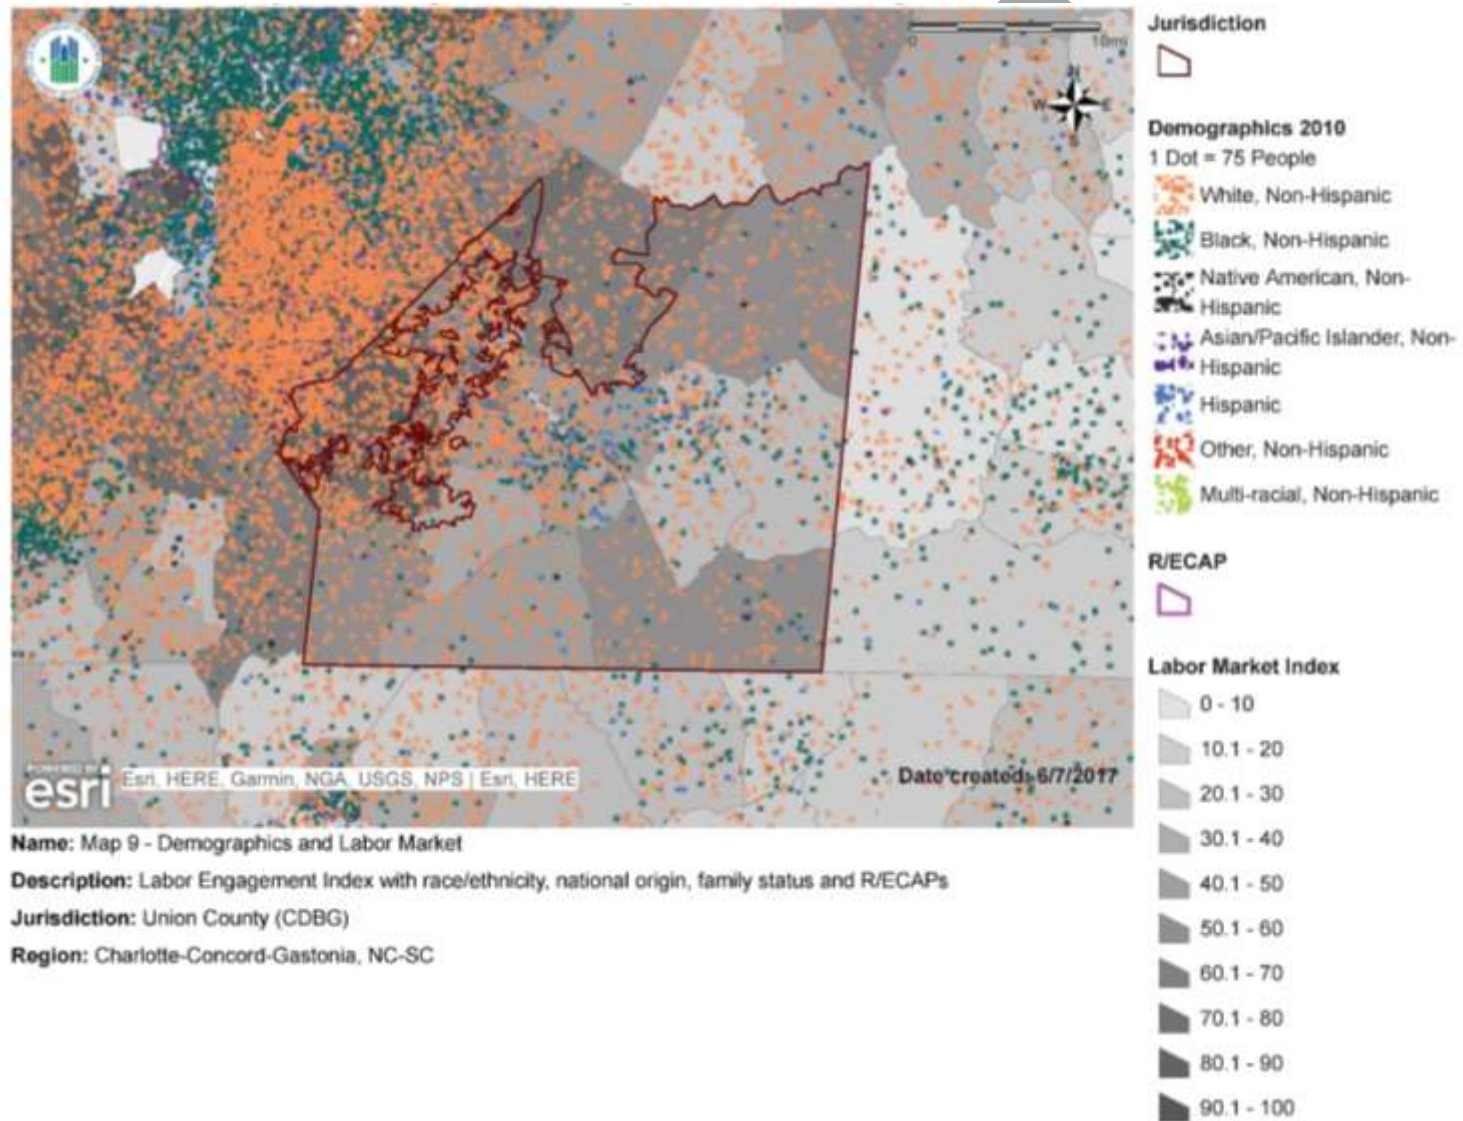 0 5 10mi
N
W E
S
POWERED BY
esri
Esri, HERE, Garmin, NGA, USGS, NPS | Esri, HERE
Date created: 6/7/2017
Name: Map 9 - Demographics and Labor Market
Description: Labor Engagement Index with race/ethnicity, national origin, family status and R/ECAPs
Jurisdiction: Union County (CDBG)
Region: Charlotte-Concord-Gastonia, NC-SC
Jurisdiction
Demographics 2010
1 Dot = 75 People
White, Non-Hispanic
Black, Non-Hispanic
Native American, Non-
Hispanic
Asian/Pacific Islander, Non-
Hispanic
Hispanic
Other, Non-Hispanic
Multi-racial, Non-Hispanic
R/ECAP
Labor Market Index
0 - 10
10.1 - 20
20.1 - 30
30.1 - 40
40.1 - 50
50.1 - 60
60.1 - 70
70.1 - 80
80.1 - 90
90.1 - 100